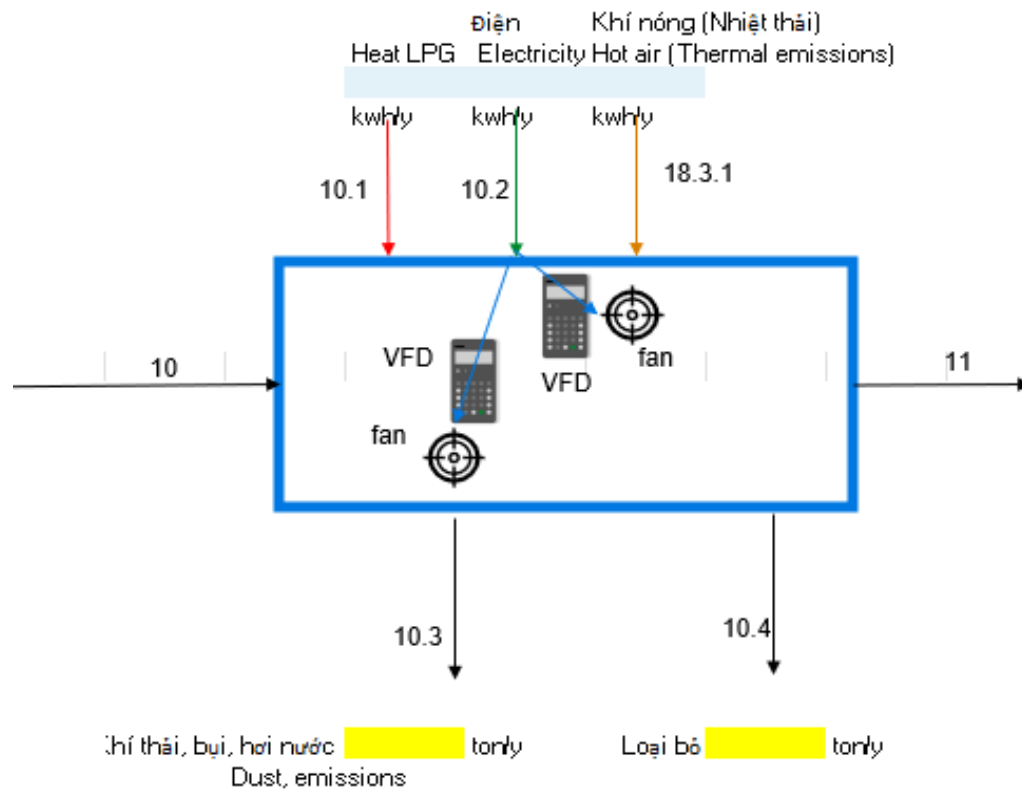 Điện
Khí nóng (Nhiệt thải)
Heat LPG
Electricity
Hot air (Thermal emissions)
kwh/y
kwh/y
kwh/y
10.1
10.2
18.3.1
VFD
VFD
fan
fan
10
11
10.3
10.4
hí thải, bụi, hơi nước
ton/y
Loại bỏ
ton/y
Dust, emissions